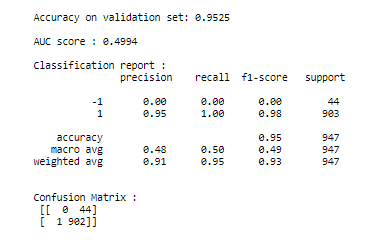 Accuracy on validation set: 0.9525
AUC score : 0.4994
Classification report :
precision recall f1-score support
-1 0.00 0.00 0.00 44
1 0.95 1.00 0.98 903
accuracy 0.95 947
macro avg 0.48 0.50 0.49 947
weighted avg 0.91 0.95 0.93 947
Confusion Matrix :
[[ 0 44]
[ 1 902]]